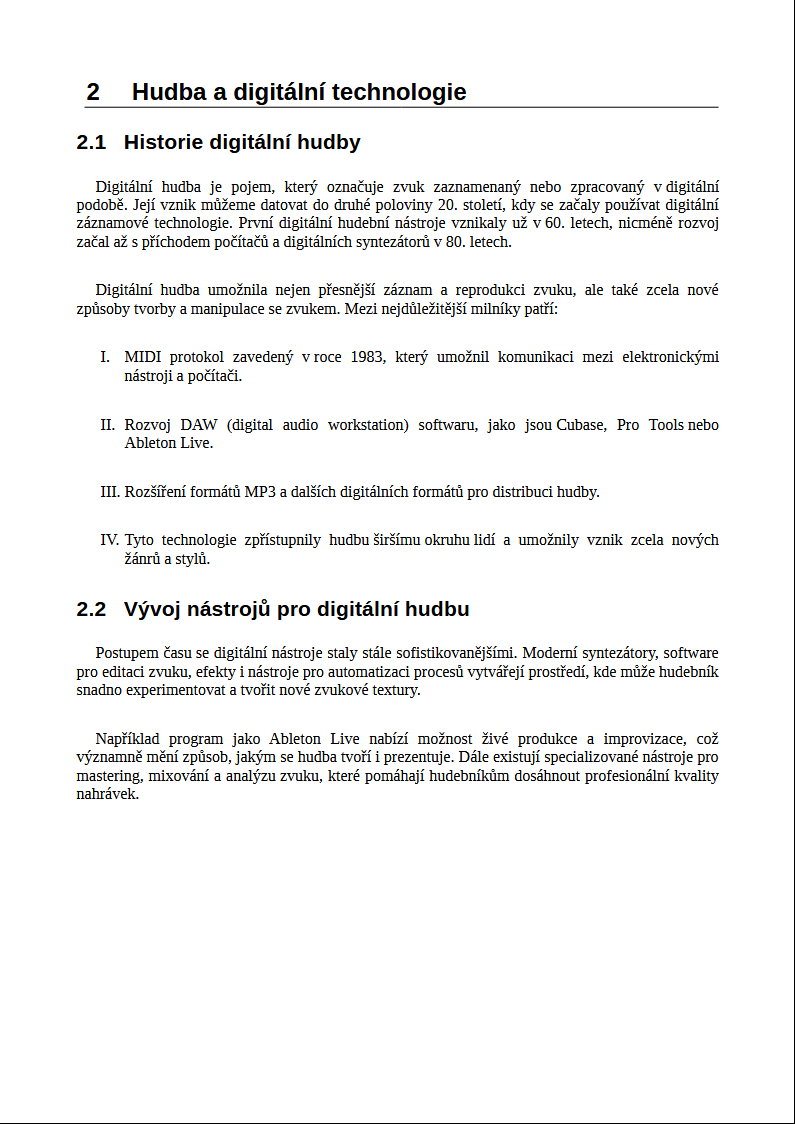 2 Hudba a digitální technologie
2.1 Historie digitální hudby
Digitální hudba je pojem, který označuje zvuk zaznamenaný nebo zpracovaný v digitální
podobě. Její vznik můžeme datovat do druhé poloviny 20. století, kdy se začaly používat digitální
záznamové technologie. První digitální hudební nástroje vznikaly už v 60. letech, nicméně rozvoj
začal až s příchodem počítačů a digitálních syntezátorů v 80. letech.
Digitální hudba umožnila nejen přesnější záznam a reprodukci zvuku, ale také zcela nové
způsoby tvorby a manipulace se zvukem. Mezi nejdůležitější milníky patří:
I. MIDI protokol zavedený v roce 1983, který umožnil komunikaci mezi elektronickými
nástroji a počítači.
II. Rozvoj DAW (digital audio workstation) softwaru, jako jsou Cubase, Pro Tools nebo
Ableton Live.
III. Rozšíření formátů MP3 a dalších digitálních formátů pro distribuci hudby.
IV. Tyto technologie zpřístupnily hudbu širšímu okruhu lidí a umožnily vznik zcela nových
žánrů a stylů.
2.2 Vývoj nástrojů pro digitální hudbu
Postupem času se digitální nástroje staly stále sofistikovanějšími. Moderní syntezátory, software
pro editaci zvuku, efekty i nástroje pro automatizaci procesů vytvářejí prostředí, kde může hudebník
snadno experimentovat a tvořit nové zvukové textury.
Například program jako Ableton Live nabízí možnost živé produkce a improvizace, což
významně mění způsob, jakým se hudba tvoří i prezentuje. Dále existují specializované nástroje pro
mastering, mixování a analýzu zvuku, které pomáhají hudebníkům dosáhnout profesionální kvality
nahrávek.